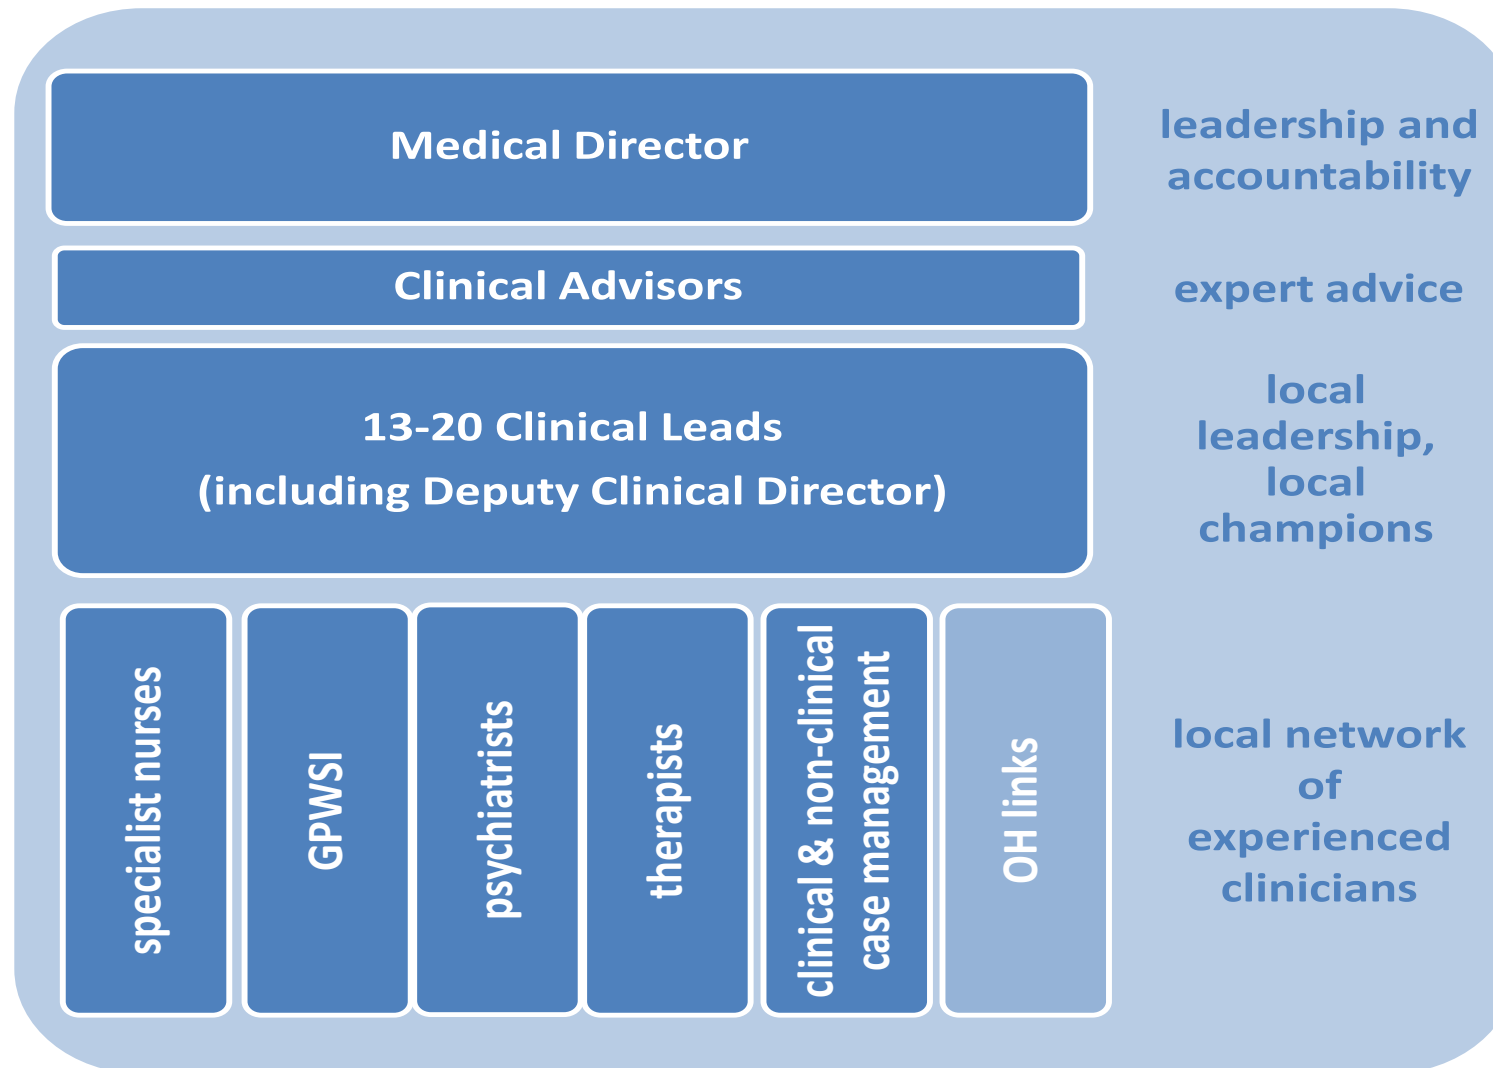 Medical Director
leadership and
accountability
Clinical Advisors
expert advice
13-20 Clinical Leads
(including Deputy Clinical Director)
local
leadership,
local
champions
specialist nurses
GPWSI
psychiatrists
therapists
clinical & non-clinical
case management
OH links
local network
of
experienced
clinicians